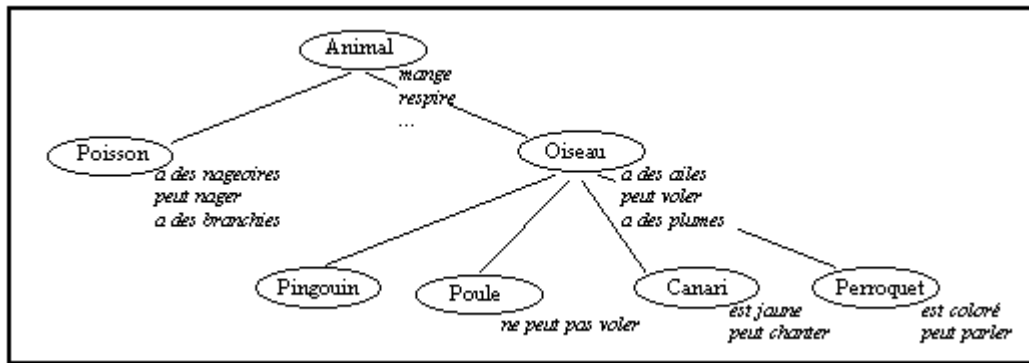 Animal
mange
respire
...
Poisson
a des nageoires
peut nager
a des branchies
Oiseau
a des ailes
peut voler
a des plumes
Pingouin
Poule
ne peut pas voler
Canari
est jaune
peut chanter
Perroquet
est coloré
peut parler